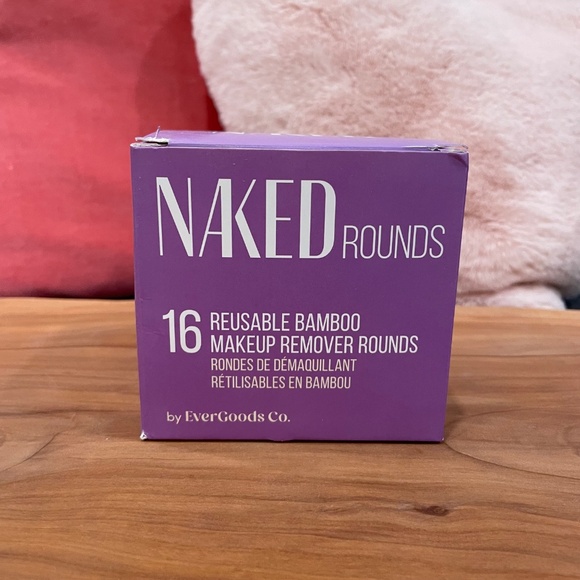 NAKED ROUNDS
16 REUSABLE BAMBOO
MAKEUP REMOVER ROUNDS
RONDES DE DÉMAQUILLANT
RÉTILISABLES EN BAMBOU
by EverGoods Co.